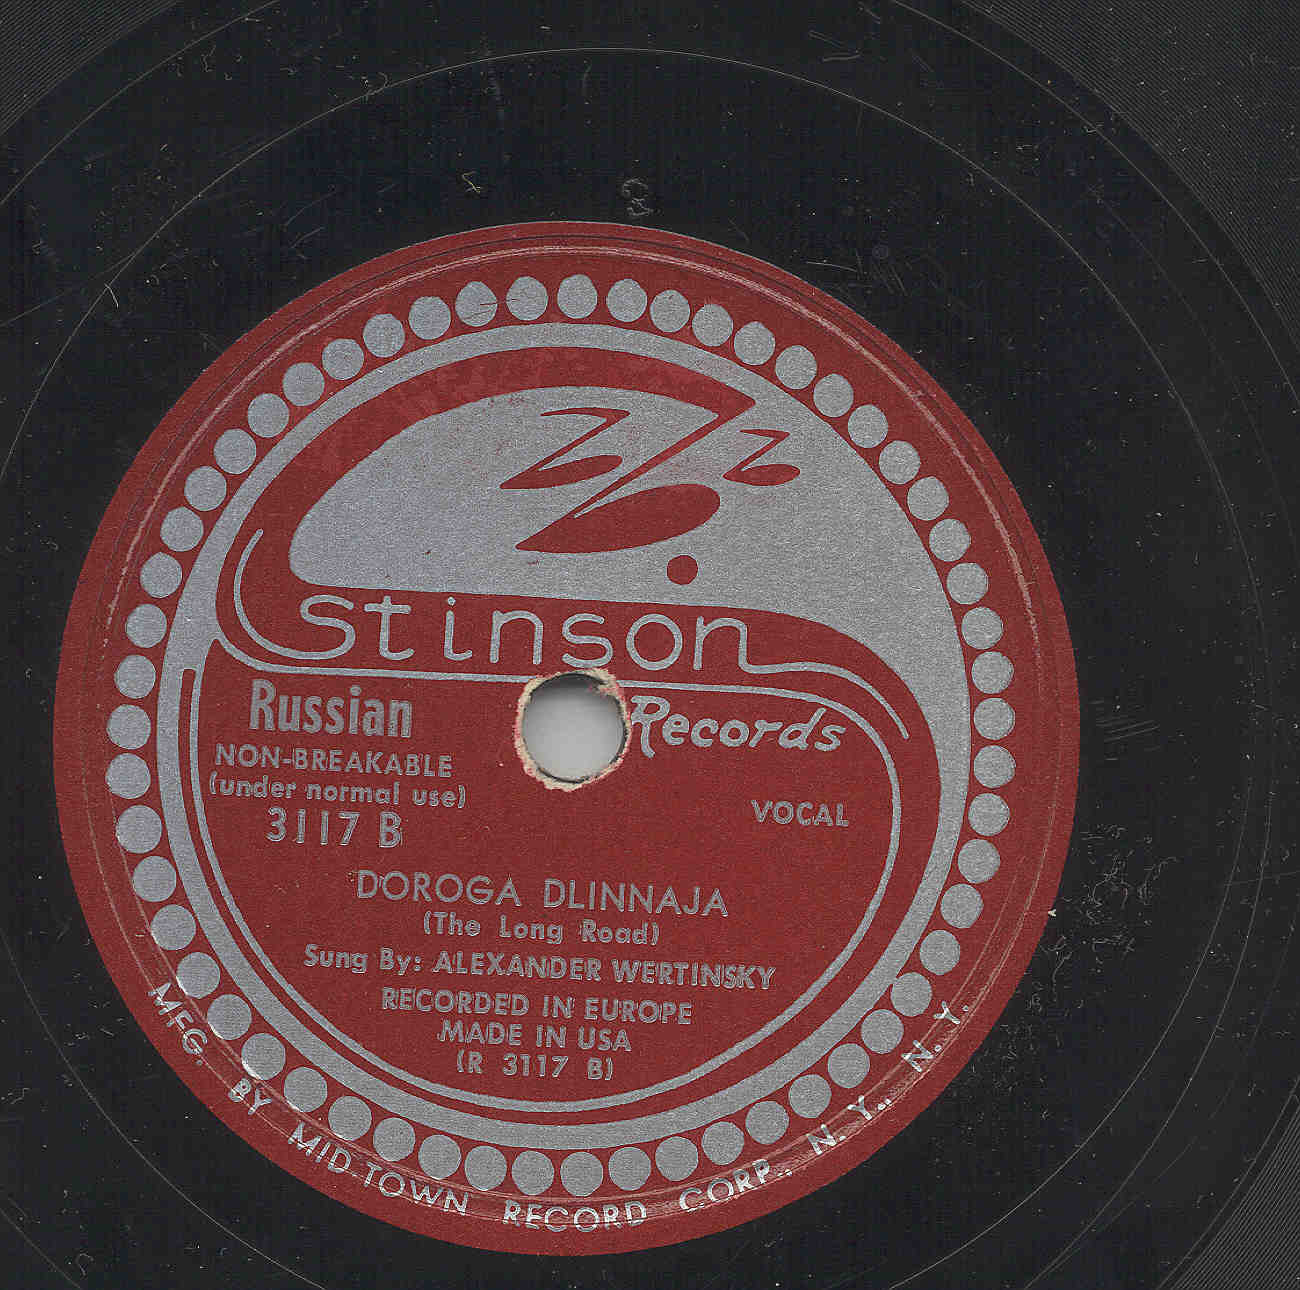 Stinson
Russian
Records
NON-BREAKABLE
(under normal use)
3117 B
VOCAL
DOROGA DLINNAJA
(The Long Road)
Sung By: ALEXANDER WERTINSKY
RECORDED IN EUROPE
MADE IN USA
(R 3117 B)
MFG. BY MID-TOWN RECORD CORP., N. Y., N. Y.